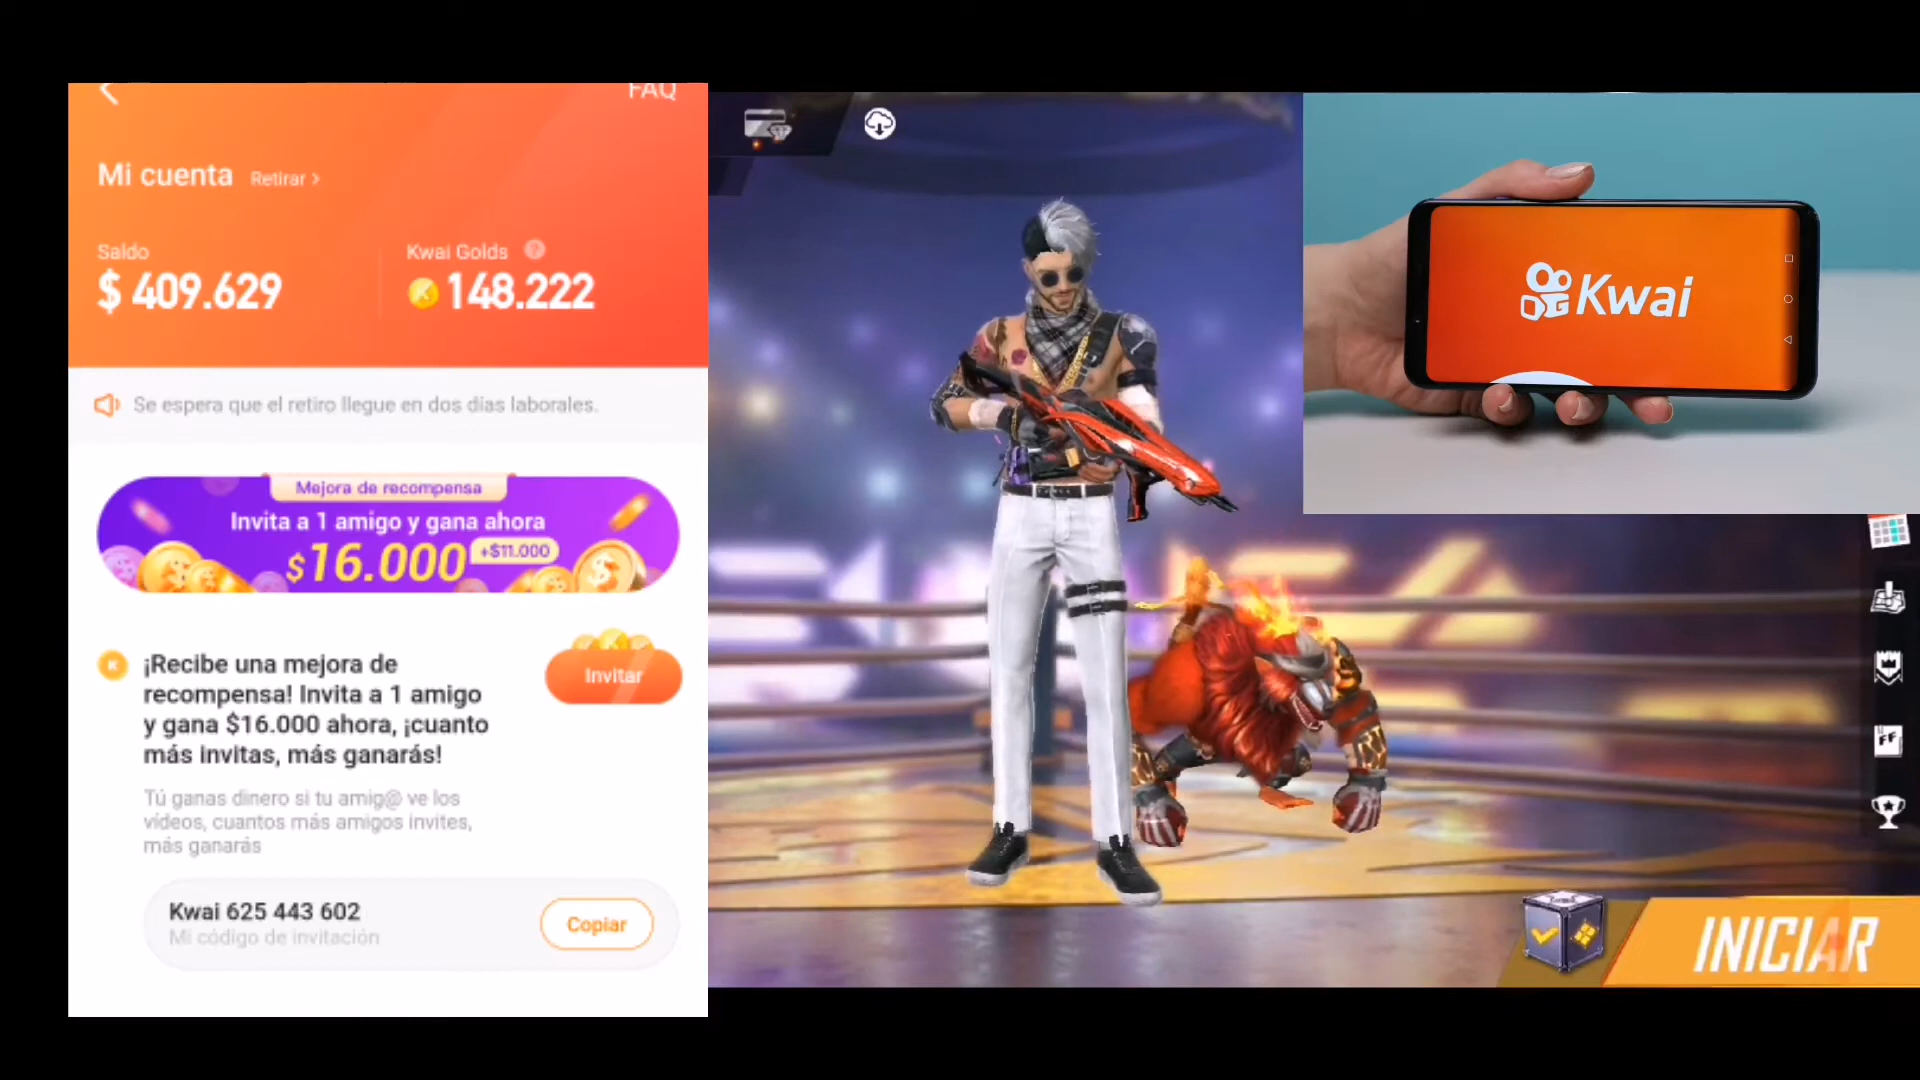 FAQ
Mi cuenta Retirar >
Saldo
$ 409.629
Kwai Golds ?
148.222
Se espera que el retiro llegue en dos días laborales.
Mejora de recompensa
Invita a 1 amigo y gana ahora
$16.000 +$11.000
¡Recibe una mejora de
recompensa! Invita a 1 amigo
y gana $16.000 ahora, ¡cuanto
más invitas, más ganarás!
Invitar
Tú ganas dinero si tu amig@ ve los
videos, cuantos más amigos invites,
más ganarás
Kwai 625 443 602
Mi código de invitación
Copiar
Kwai
FF
INICIAR